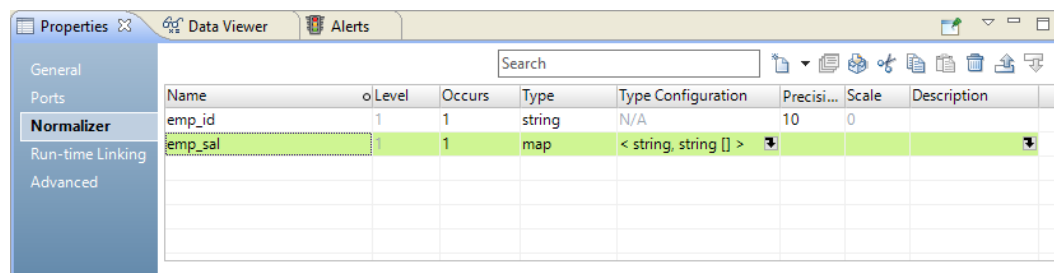 Properties Data Viewer Alerts
Search
General
Ports
Normalizer
Run-time Linking
Advanced
Name o Level Occurs Type Type Configuration Precisi... Scale Description
emp_id 1 1 string N/A 10 0
emp_sal 1 1 map < string, string [] >